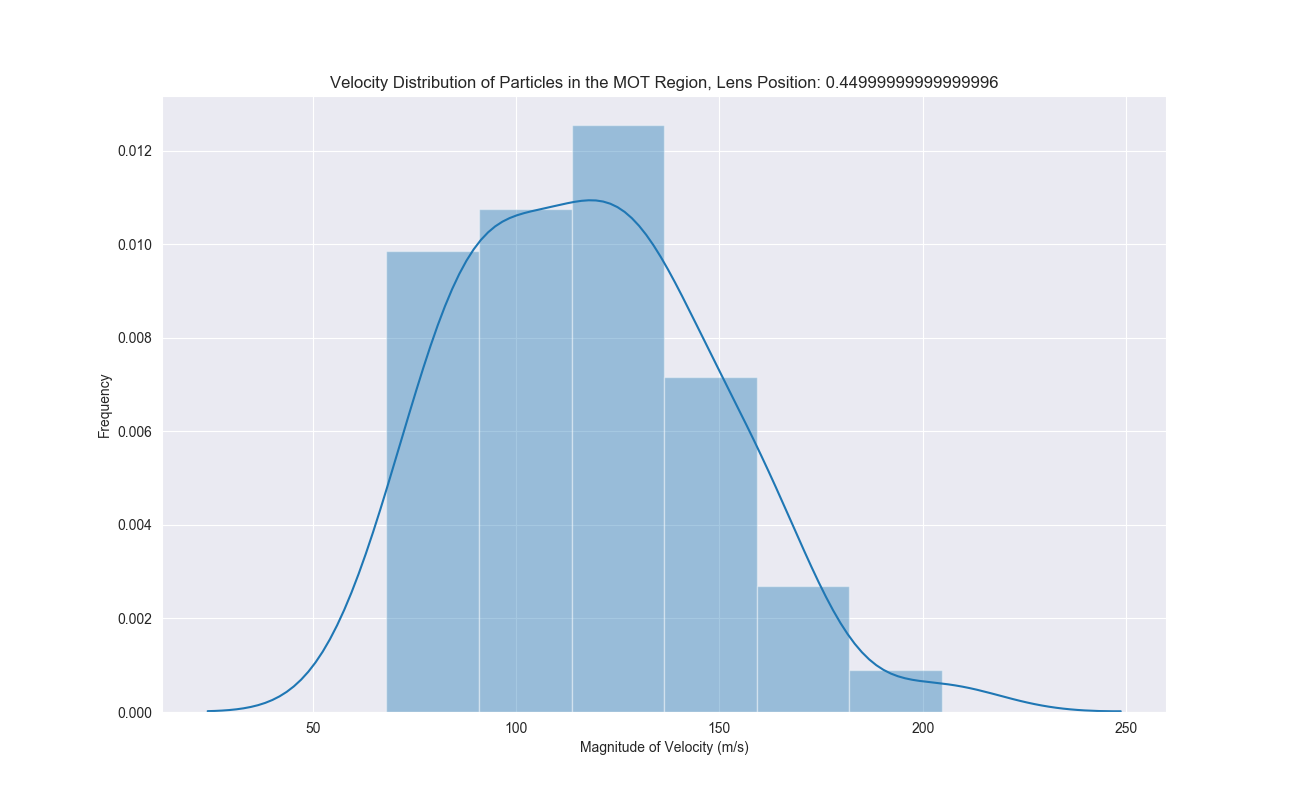 Velocity Distribution of Particles in the MOT Region, Lens Position: 0.44999999999999996
0.012
0.010
0.008
0.006
0.004
0.002
0.000
Frequency
50 100 150 200 250
Magnitude of Velocity (m/s)